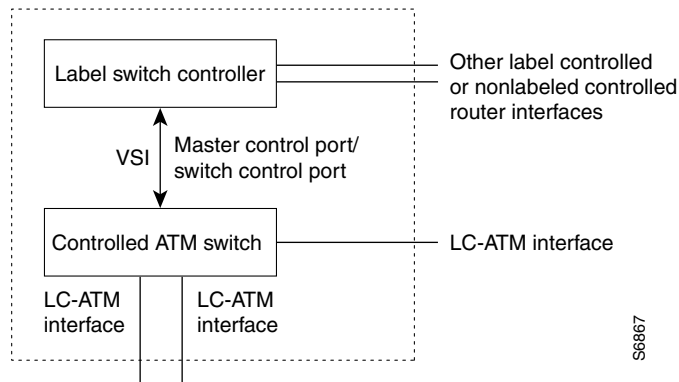 Label switch controller
Other label controlled
or nonlabeled controlled
router interfaces
VSI
Master control port/
switch control port
Controlled ATM switch
LC-ATM interface
LC-ATM
interface
LC-ATM
interface
S6867